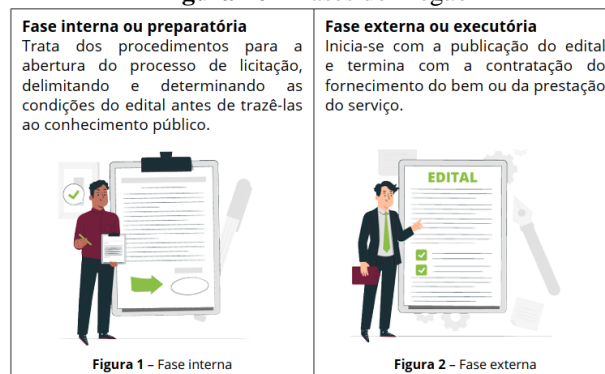 Fase interna ou preparatória
Trata dos procedimentos para a
abertura do processo de licitação,
delimitando e determinando as
condições do edital antes de trazê-las
ao conhecimento público.
Figura 1 – Fase interna
Fase externa ou executória
Inicia-se com a publicação do edital
e termina com a contratação do
fornecimento do bem ou da prestação
do serviço.
EDITAL
Figura 2 – Fase externa